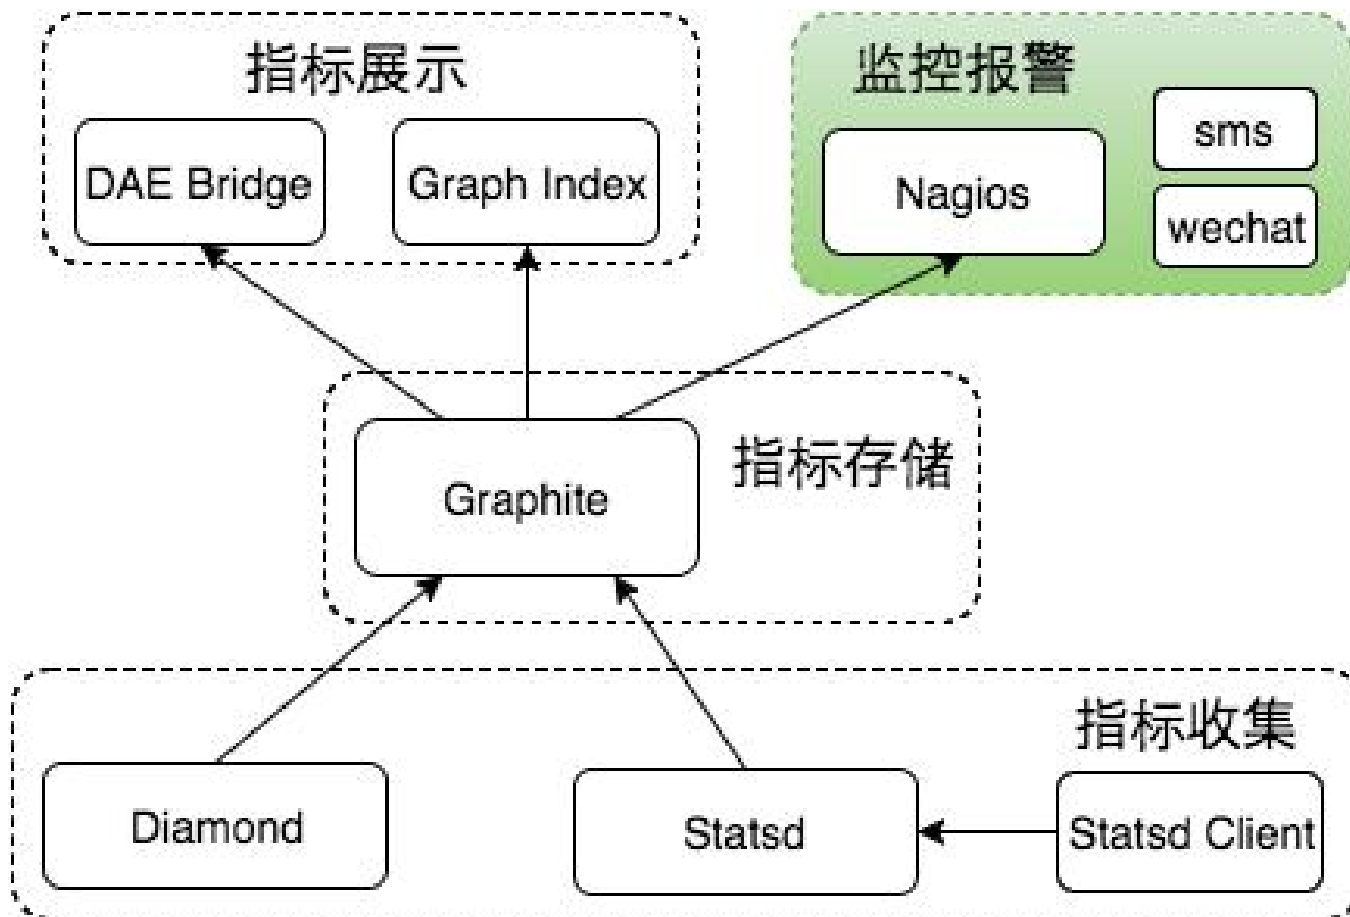 指标展示
DAE Bridge
Graph Index
监控报警
Nagios
sms
wechat
Graphite
指标存储
指标收集
Diamond
Statsd
Statsd Client